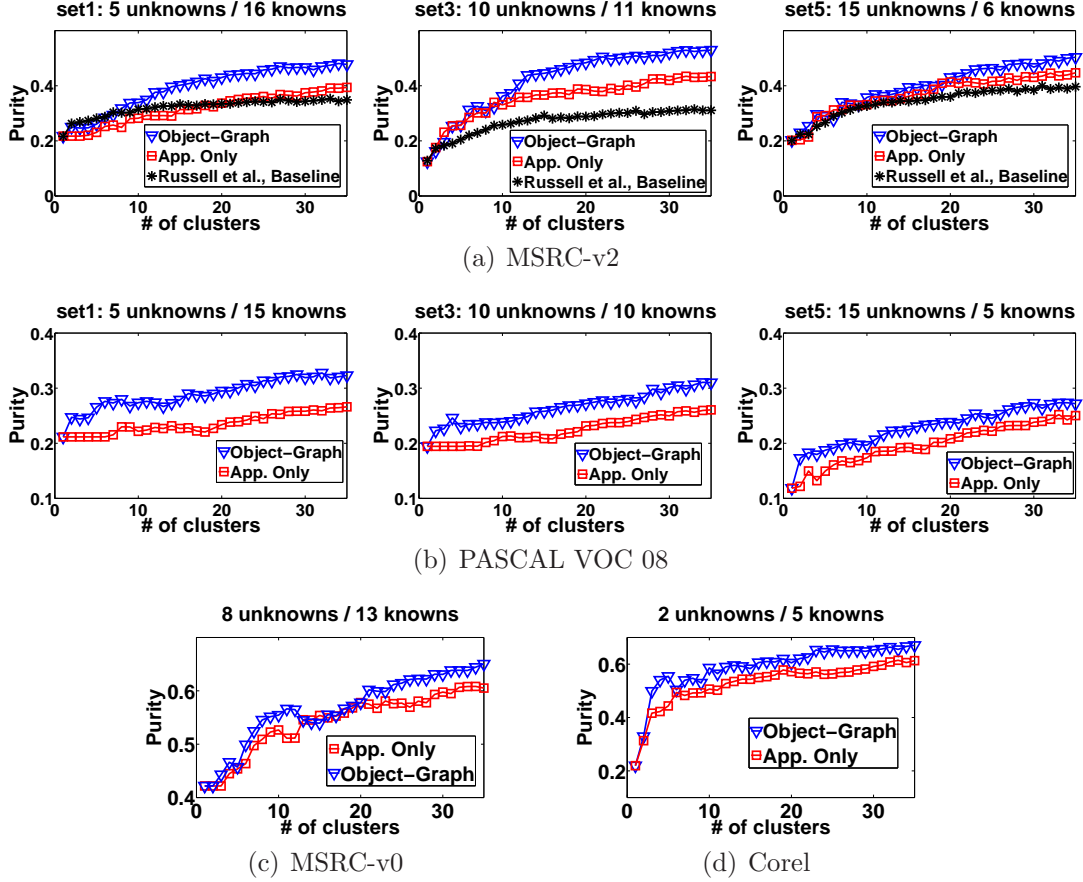 set1: 5 unknowns / 16 knowns
set3: 10 unknowns / 11 knowns
set5: 15 unknowns / 6 knowns
Purity
0.4
0.2
0
0 10 20 30
# of clusters
Object-Graph
App. Only
Russell et al., Baseline
Purity
0.4
0.2
0
0 10 20 30
# of clusters
Object-Graph
App. Only
Russell et al., Baseline
Purity
0.4
0.2
0
0 10 20 30
# of clusters
Object-Graph
App. Only
Russell et al., Baseline
(a) MSRC-v2
set1: 5 unknowns / 15 knowns
set3: 10 unknowns / 10 knowns
set5: 15 unknowns / 5 knowns
Purity
0.4
0.3
0.2
0.1
0 10 20 30
# of clusters
Object-Graph
App. Only
Purity
0.4
0.3
0.2
0.1
0 10 20 30
# of clusters
Object-Graph
App. Only
Purity
0.4
0.3
0.2
0.1
0 10 20 30
# of clusters
Object-Graph
App. Only
(b) PASCAL VOC 08
8 unknowns / 13 knowns
Purity
0.6
0.5
0.4
0 10 20 30
# of clusters
App. Only
Object-Graph
(c) MSRC-v0
2 unknowns / 5 knowns
Purity
0.6
0.4
0.2
0 10 20 30
# of clusters
Object-Graph
App. Only
(d) Corel